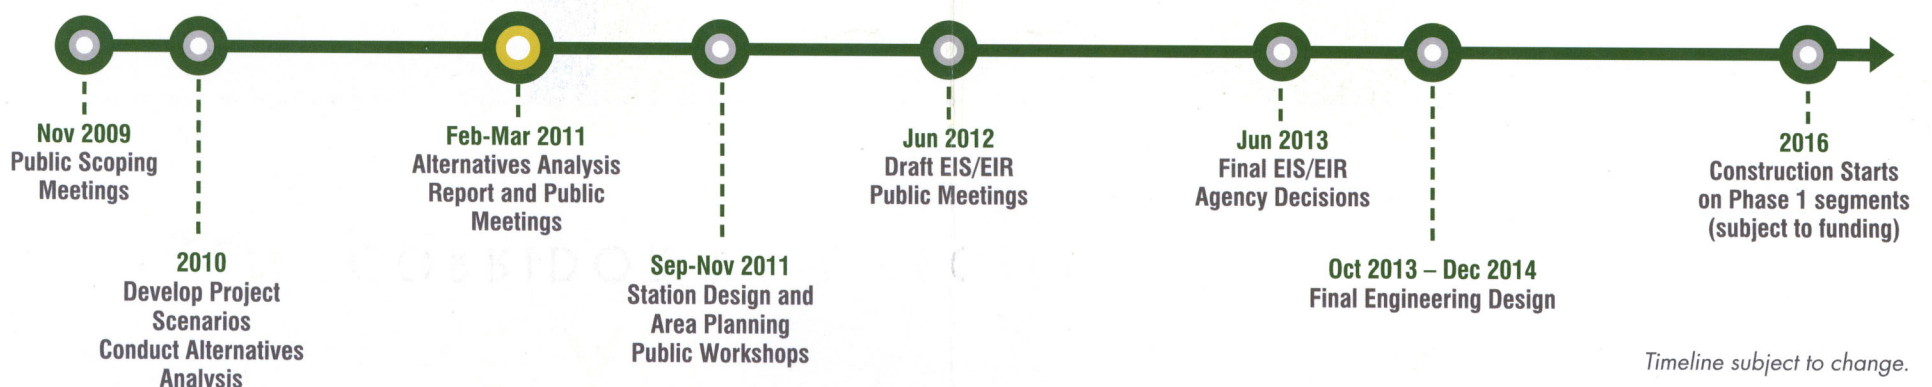 Nov 2009
Public Scoping
Meetings
2010
Develop Project
Scenarios
Conduct Alternatives
Analysis
Feb-Mar 2011
Alternatives Analysis
Report and Public
Meetings
Sep-Nov 2011
Station Design and
Area Planning
Public Workshops
Jun 2012
Draft EIS/EIR
Public Meetings
Jun 2013
Final EIS/EIR
Agency Decisions
Oct 2013 – Dec 2014
Final Engineering Design
2016
Construction Starts
on Phase 1 segments
(subject to funding)
Timeline subject to change.